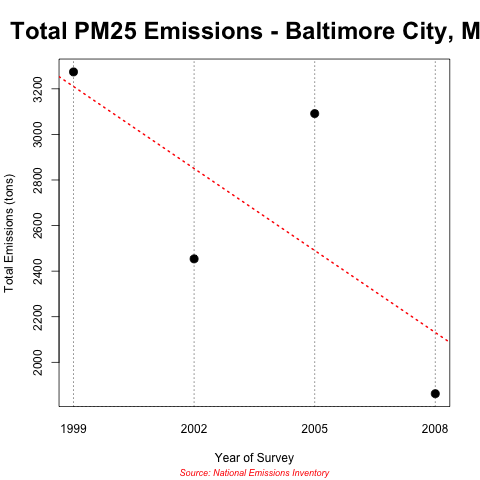 Total PM25 Emissions - Baltimore City, M
Total Emissions (tons)
3200
3000
2800
2600
2400
2200
2000
1999 2002 2005 2008
Year of Survey
Source: National Emissions Inventory